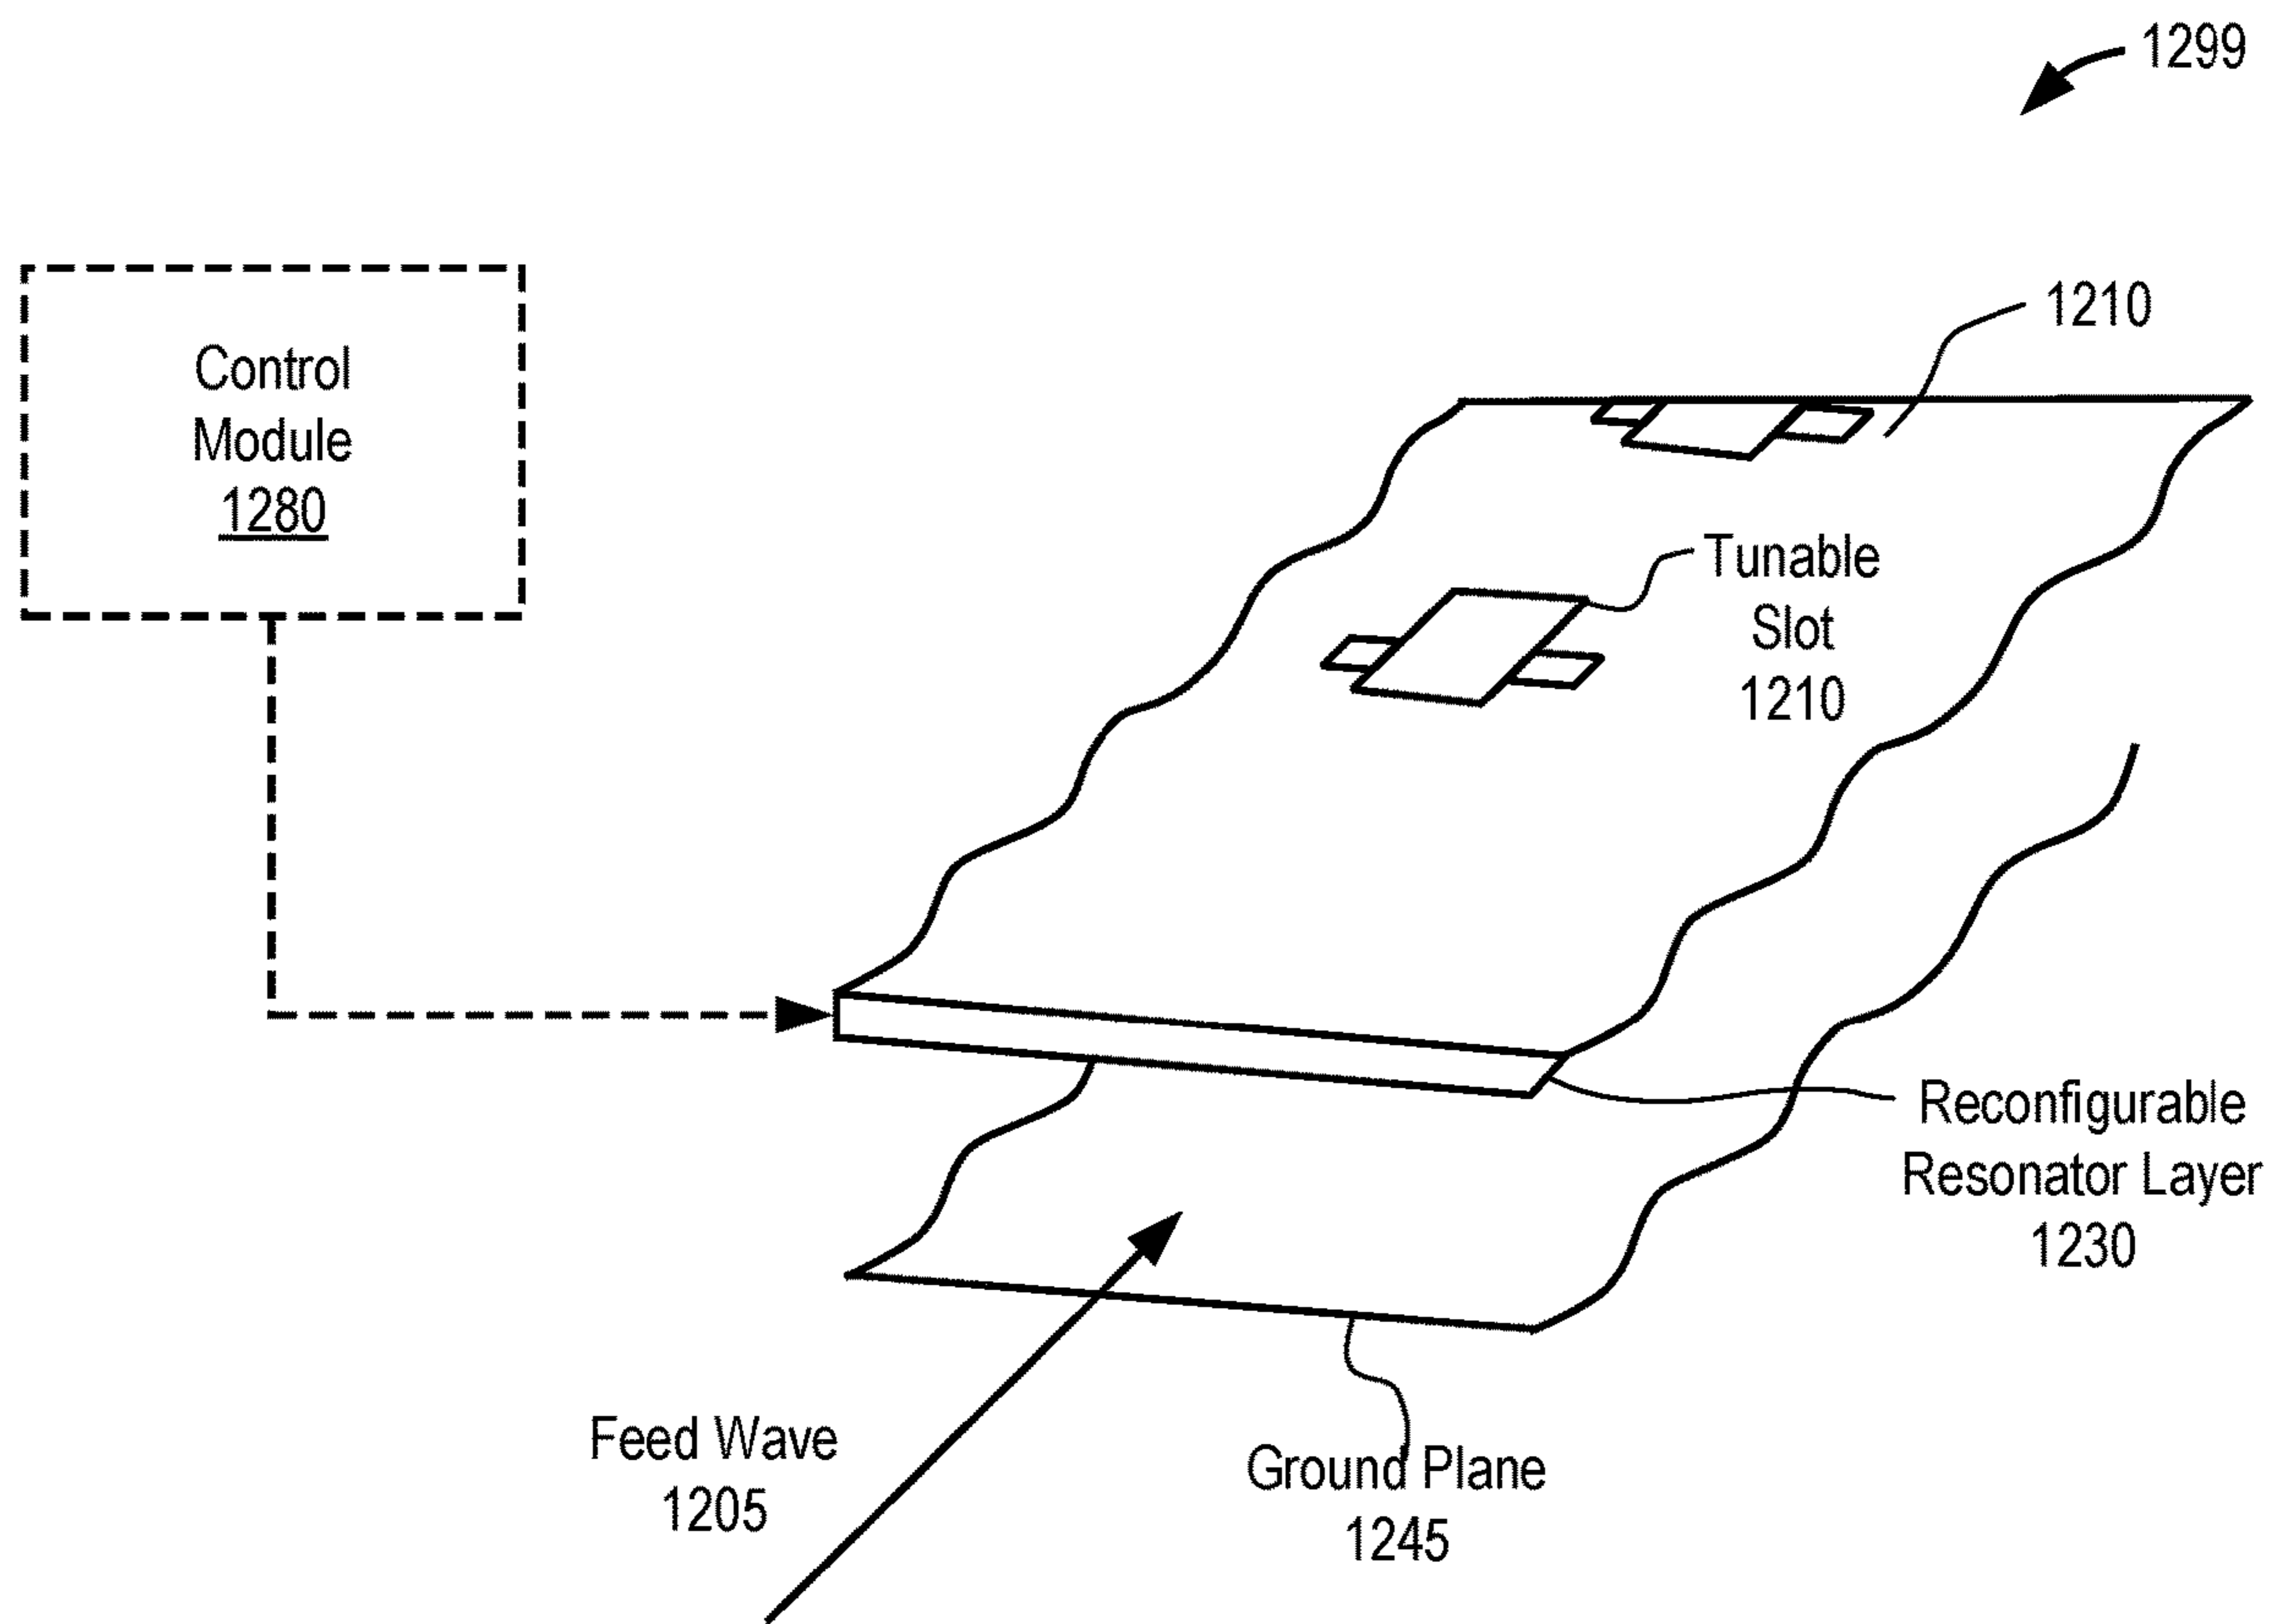 1299
Control
Module
1280
1210
Tunable
Slot
1210
Reconfigurable
Resonator Layer
1230
Feed Wave
1205
Ground Plane
1245